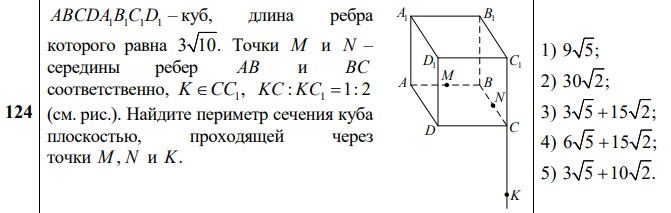 ABCDA₁B₁C₁D₁ – куб, длина ребра
которого равна 3√10. Точки M и N –
середины ребер AB и BC
соответственно, K ∈ CC₁, KC : KC₁ = 1 : 2
124 (см. рис.). Найдите периметр сечения куба
плоскостью, проходящей через
точки M, N и K.
A₁ B₁
D₁ C₁
A M B
N
D C
K
1) 9√5;
2) 30√2;
3) 3√5 + 15√2;
4) 6√5 + 15√2;
5) 3√5 + 10√2.